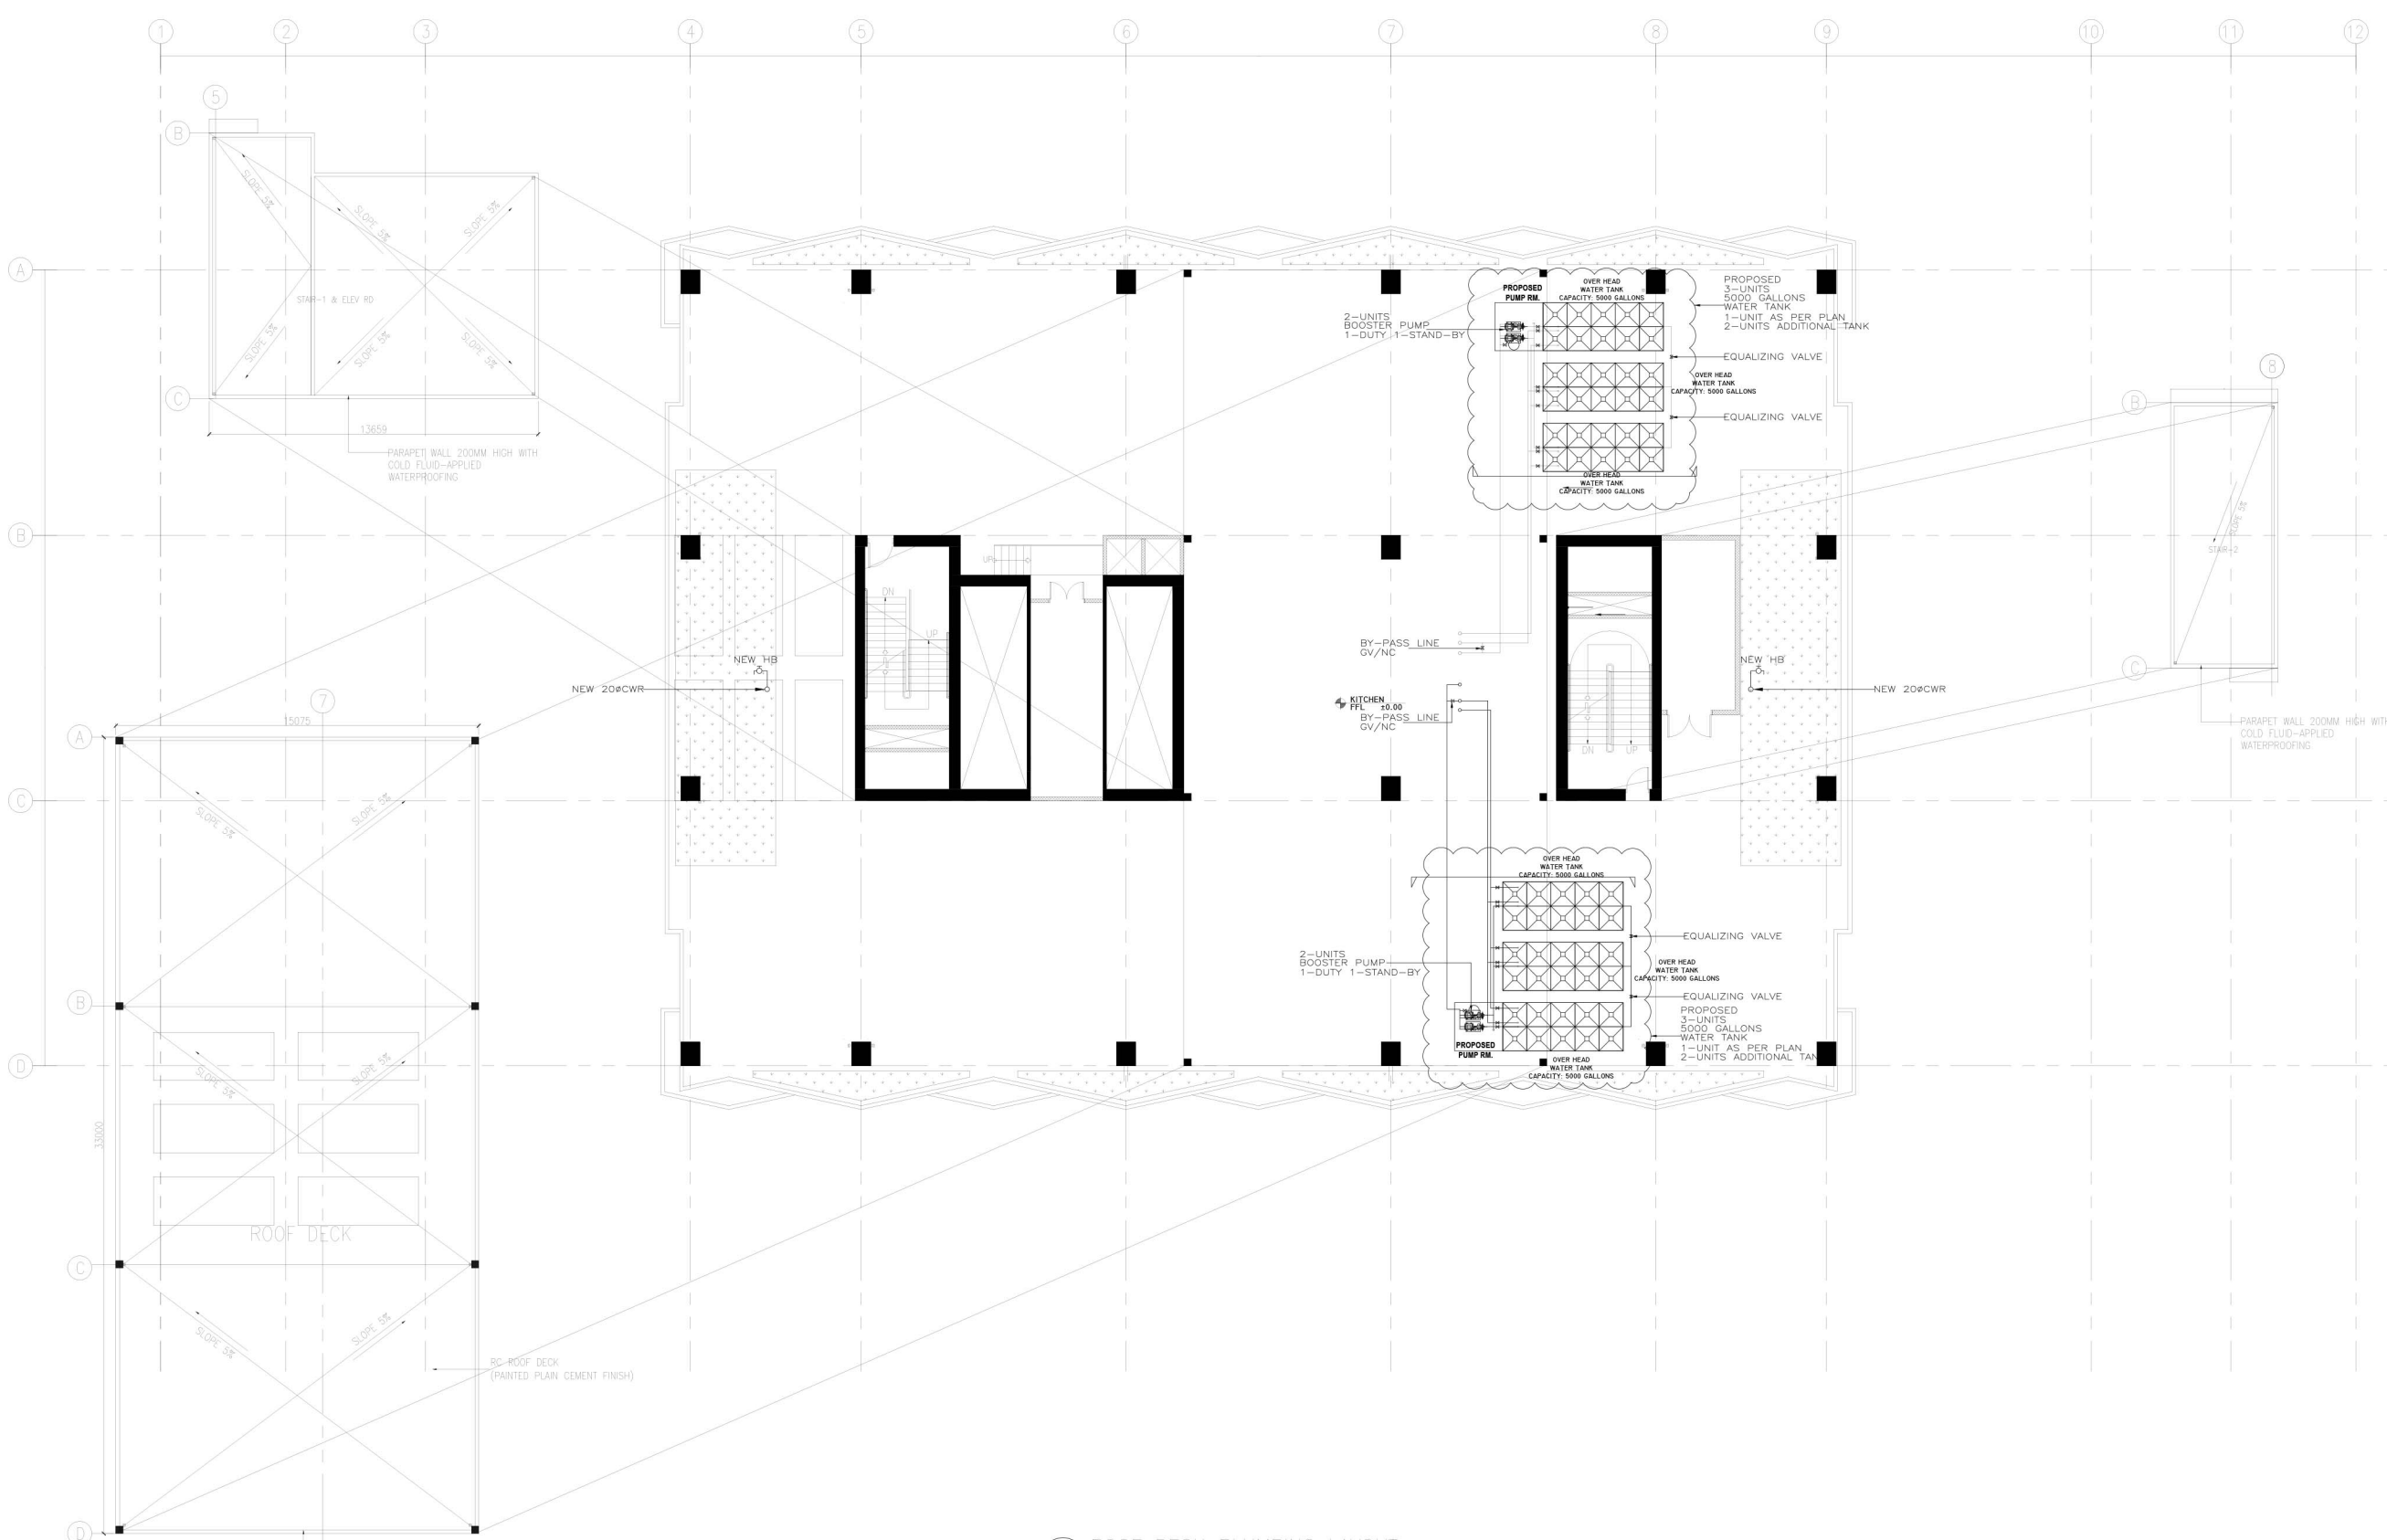 1 2 3 4 5 6 7 8 9 10 11 12
5
B
SLOPE 5%
SLOPE 5%
SLOPE 5%
STAIR-1 & ELEV RD
SLOPE 5%
SLOPE 5%
SLOPE 5%
C
13659
PARAPET WALL 200MM HIGH WITH
COLD FLUID-APPLIED
WATERPROOFING
A
B
C
D
PROPOSED
PUMP RM.
OVER HEAD
WATER TANK
CAPACITY: 5000 GALLONS
PROPOSED
3-UNITS
5000 GALLONS
WATER TANK
1-UNIT AS PER PLAN
2-UNITS ADDITIONAL TANK
2-UNITS
BOOSTER PUMP
1-DUTY 1-STAND-BY
EQUALIZING VALVE
OVER HEAD
WATER TANK
CAPACITY: 5000 GALLONS
EQUALIZING VALVE
OVER HEAD
WATER TANK
CAPACITY: 5000 GALLONS
8
B
SLOPE 5%
STAIR-2
C
PARAPET WALL 200MM HIGH WITH
COLD FLUID-APPLIED
WATERPROOFING
UP
DN
UP
NEW HB
NEW 20øCWR
BY-PASS LINE
GV/NC
KITCHEN
FFL ±0.00
BY-PASS LINE
GV/NC
DN
UP
NEW HB
NEW 20øCWR
7
15075
A
SLOPE 5%
SLOPE 5%
B
SLOPE 5%
SLOPE 5%
33000
ROOF DECK
C
SLOPE 5%
SLOPE 5%
D
RC ROOF DECK
(PAINTED PLAIN CEMENT FINISH)
OVER HEAD
WATER TANK
CAPACITY: 5000 GALLONS
EQUALIZING VALVE
2-UNITS
BOOSTER PUMP
1-DUTY 1-STAND-BY
OVER HEAD
WATER TANK
CAPACITY: 5000 GALLONS
EQUALIZING VALVE
PROPOSED
3-UNITS
5000 GALLONS
WATER TANK
1-UNIT AS PER PLAN
2-UNITS ADDITIONAL TAN
PROPOSED
PUMP RM.
OVER HEAD
WATER TANK
CAPACITY: 5000 GALLONS